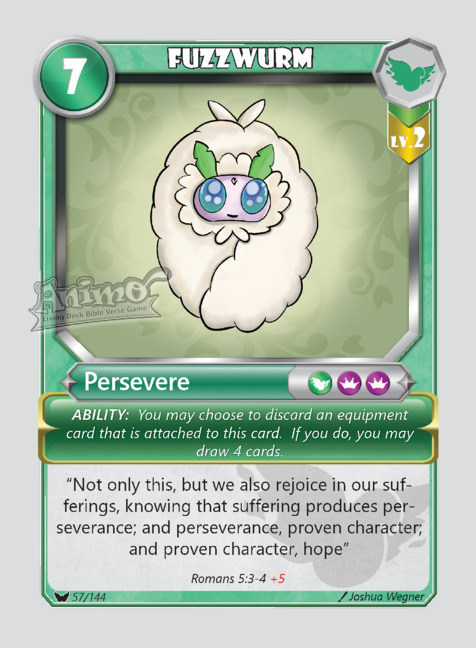 7
FUZZWURM
LV.2
Animo
Living Deck Bible Verse Game
Persevere
ABILITY: You may choose to discard an equipment
card that is attached to this card. If you do, you may
draw 4 cards.
“Not only this, but we also rejoice in our suf-
ferings, knowing that suffering produces per-
severance; and perseverance, proven character;
and proven character, hope”
Romans 5:3-4 +5
57/144
Joshua Wegner